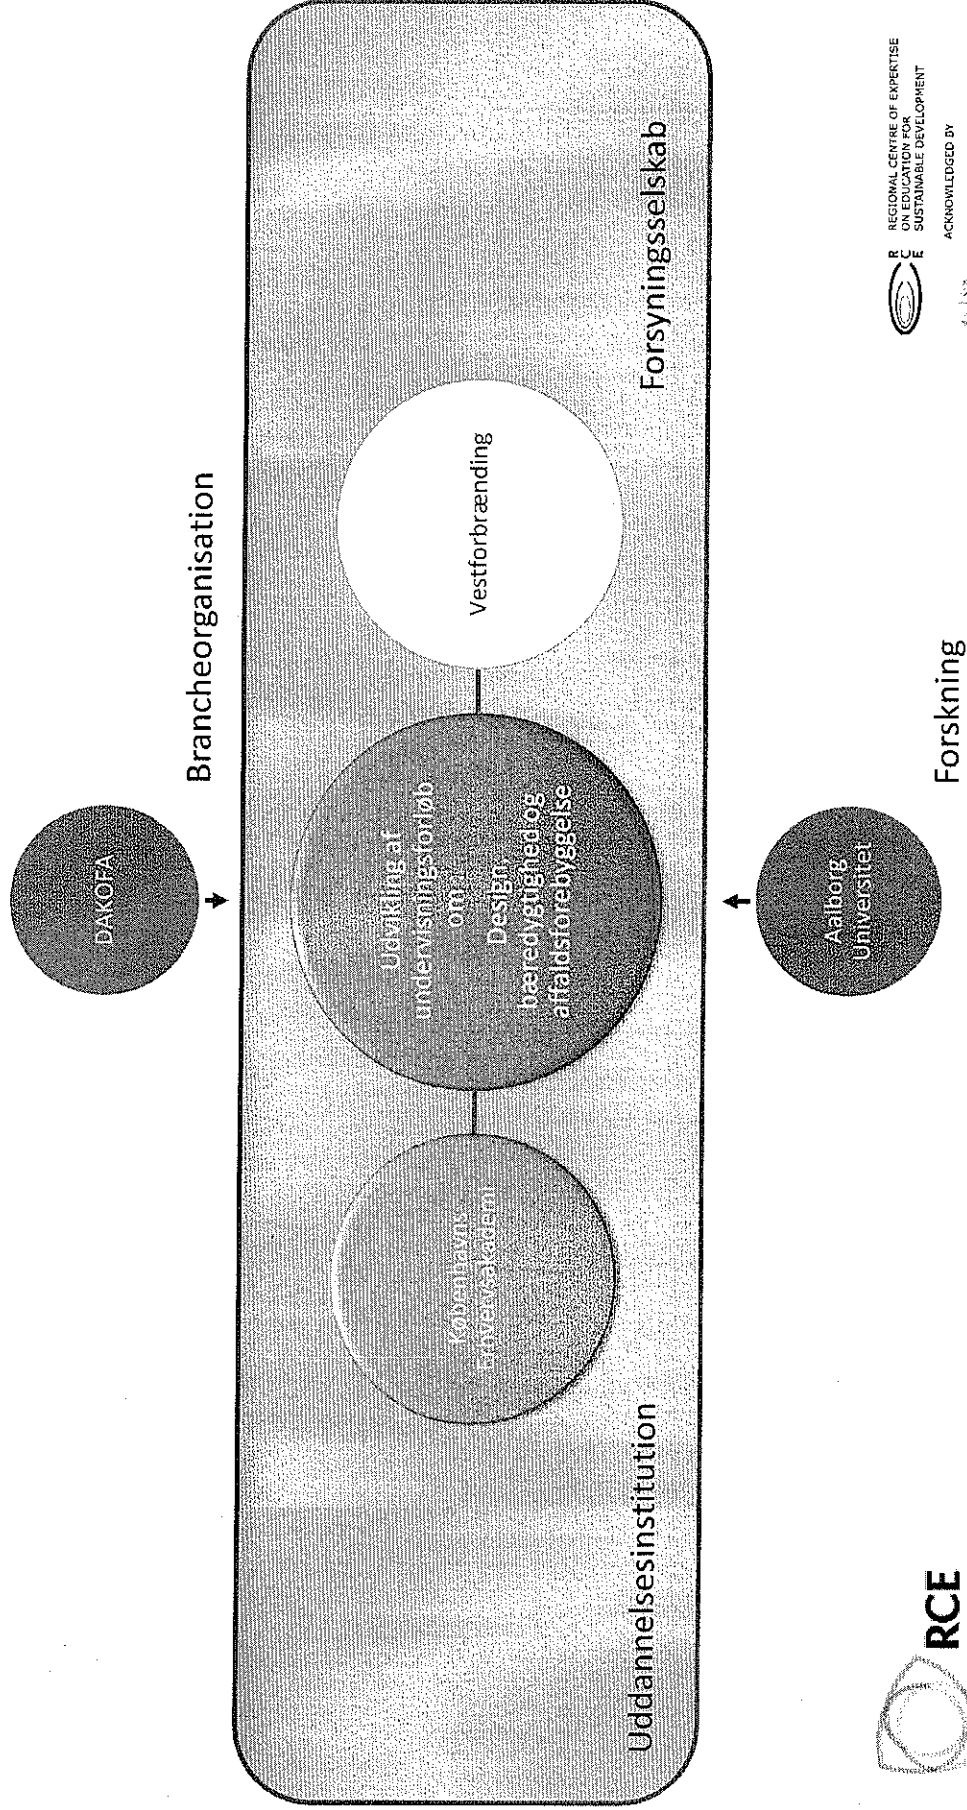 DAKOFA
Brancheorganisation
Københavns
Erhvervsakademi
Udvikling af
undervisningsforløb
om
Design,
bæredygtighed og
affaldsforebyggelse
Vestforbrænding
Uddannelsesinstitution
Forsyningsselskab
Aalborg
Universitet
Forskning
RCE
RCE
REGIONAL CENTRE OF EXPERTISE
ON EDUCATION FOR
SUSTAINABLE DEVELOPMENT
ACKNOWLEDGED BY